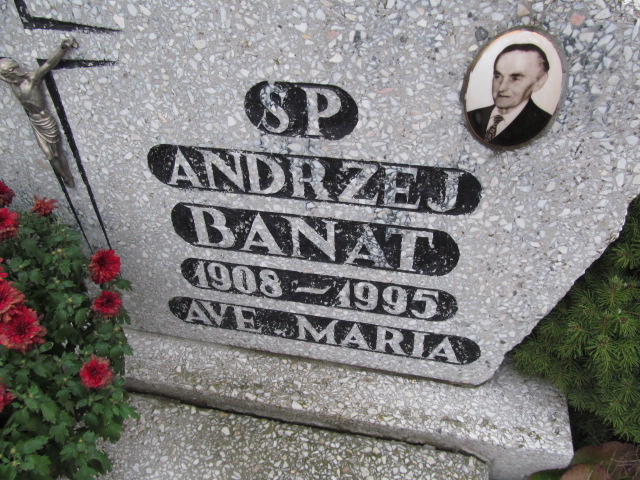 SP
ANDRZEJ
BANAT
1908-1995
AVE MARIA